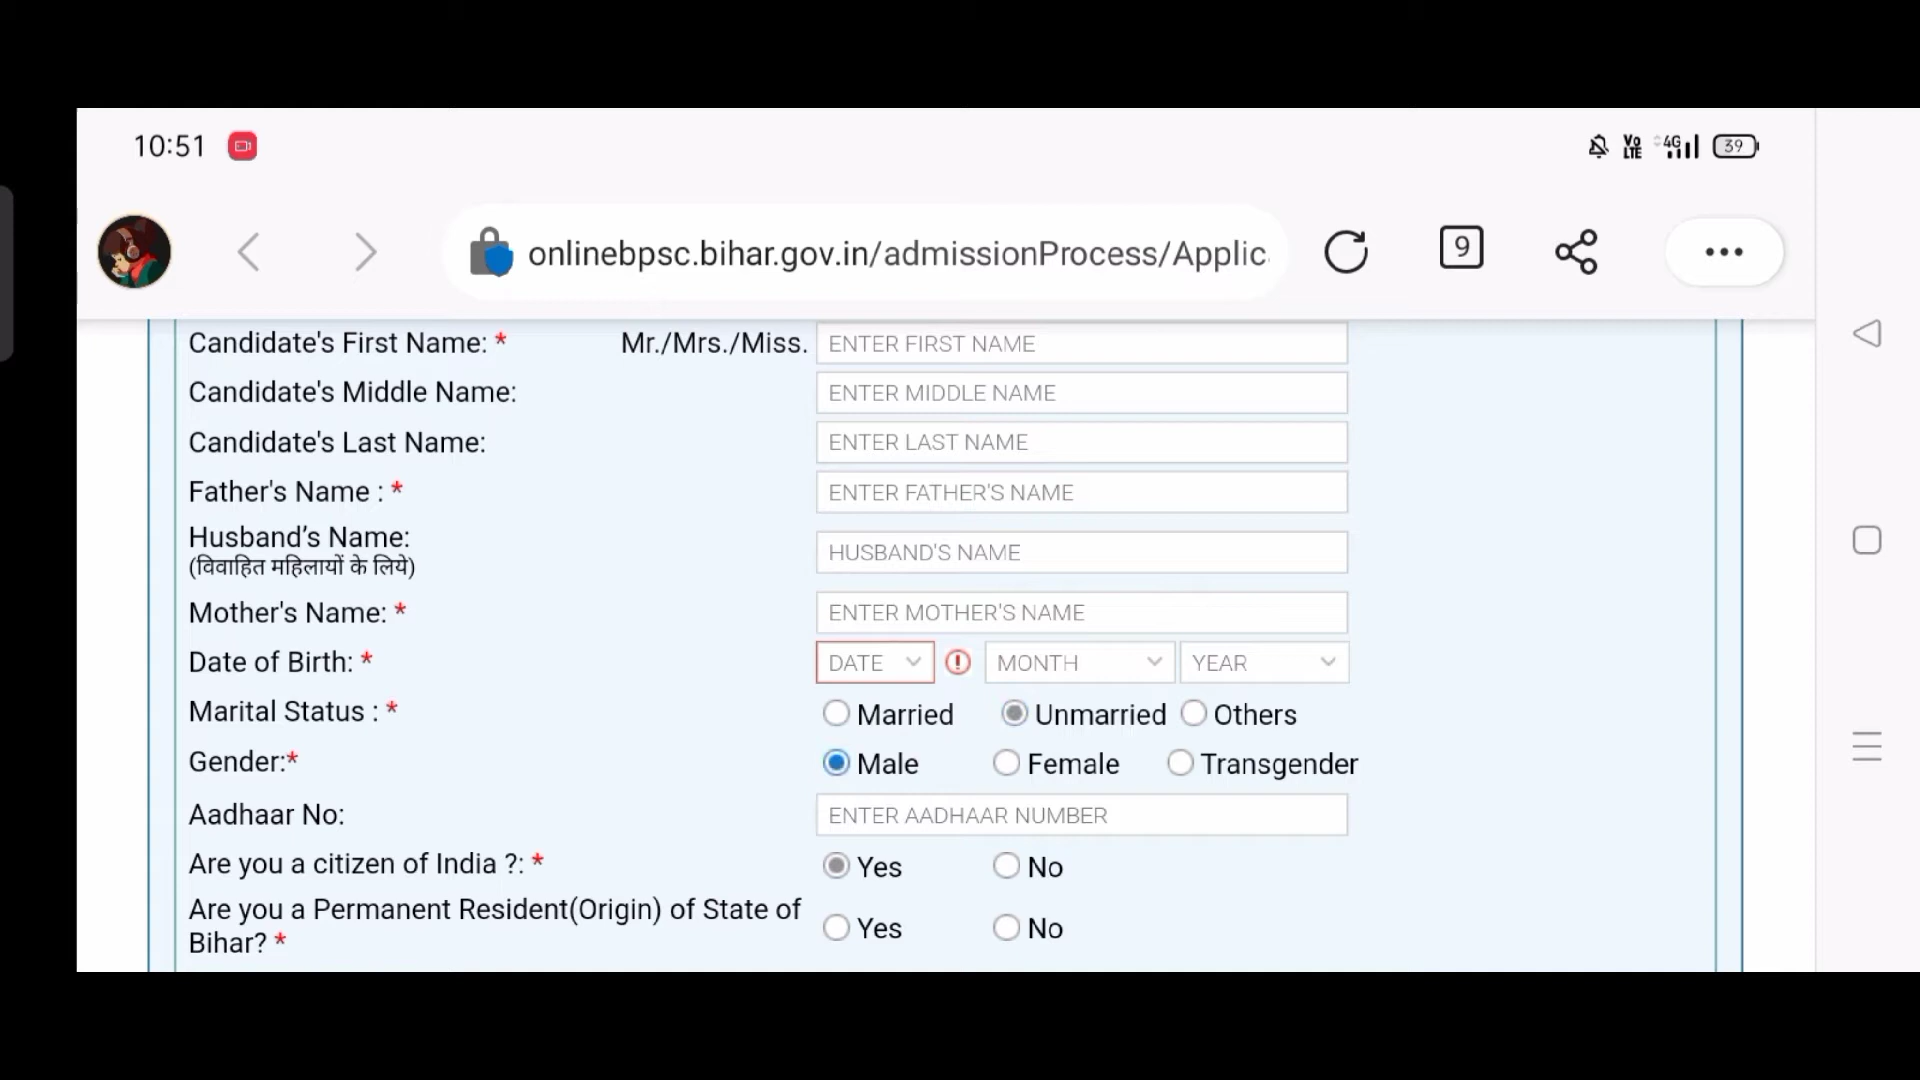 10:51 Vo LTE 4G 39
onlinebpsc.bihar.gov.in/admissionProcess/Applic 9
Candidate's First Name: * Mr./Mrs./Miss. ENTER FIRST NAME
Candidate's Middle Name: ENTER MIDDLE NAME
Candidate's Last Name: ENTER LAST NAME
Father's Name : * ENTER FATHER'S NAME
Husband’s Name:
(विवाहित महिलायों के लिये) HUSBAND'S NAME
Mother's Name: * ENTER MOTHER'S NAME
Date of Birth: * DATE MONTH YEAR
Marital Status : * Married Unmarried Others
Gender:* Male Female Transgender
Aadhaar No: ENTER AADHAAR NUMBER
Are you a citizen of India ?: * Yes No
Are you a Permanent Resident(Origin) of State of
Bihar? * Yes No